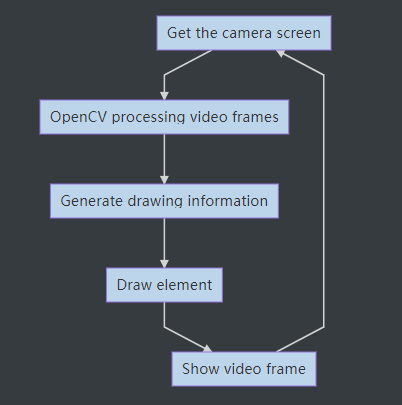 Get the camera screen
OpenCV processing video frames
Generate drawing information
Draw element
Show video frame